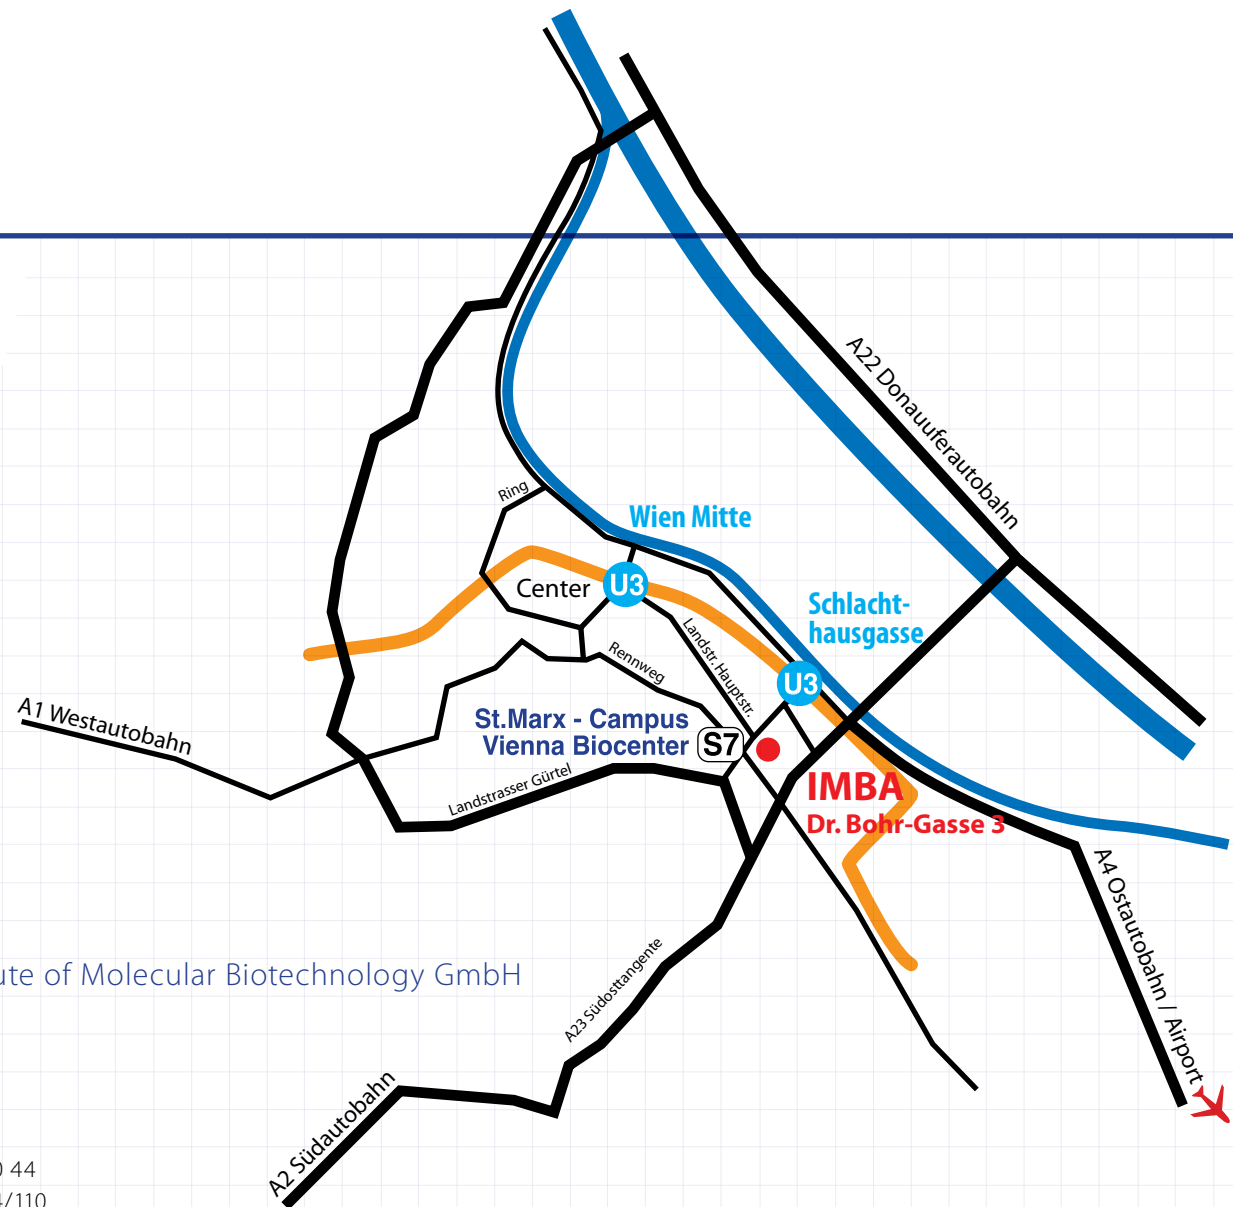 A22 Donauuferautobahn
Ring
Wien Mitte
U3
Center
Schlacht-
hausgasse
Landstr. Hauptstr.
Rennweg
U3
A1 Westautobahn
St.Marx - Campus
Vienna Biocenter
S7
Landstrasser Gürtel
IMBA
Dr. Bohr-Gasse 3
A4 Ostautobahn / Airport
A23 Südosttangente
ute of Molecular Biotechnology GmbH
A2 Südautobahn
0 44
4/110